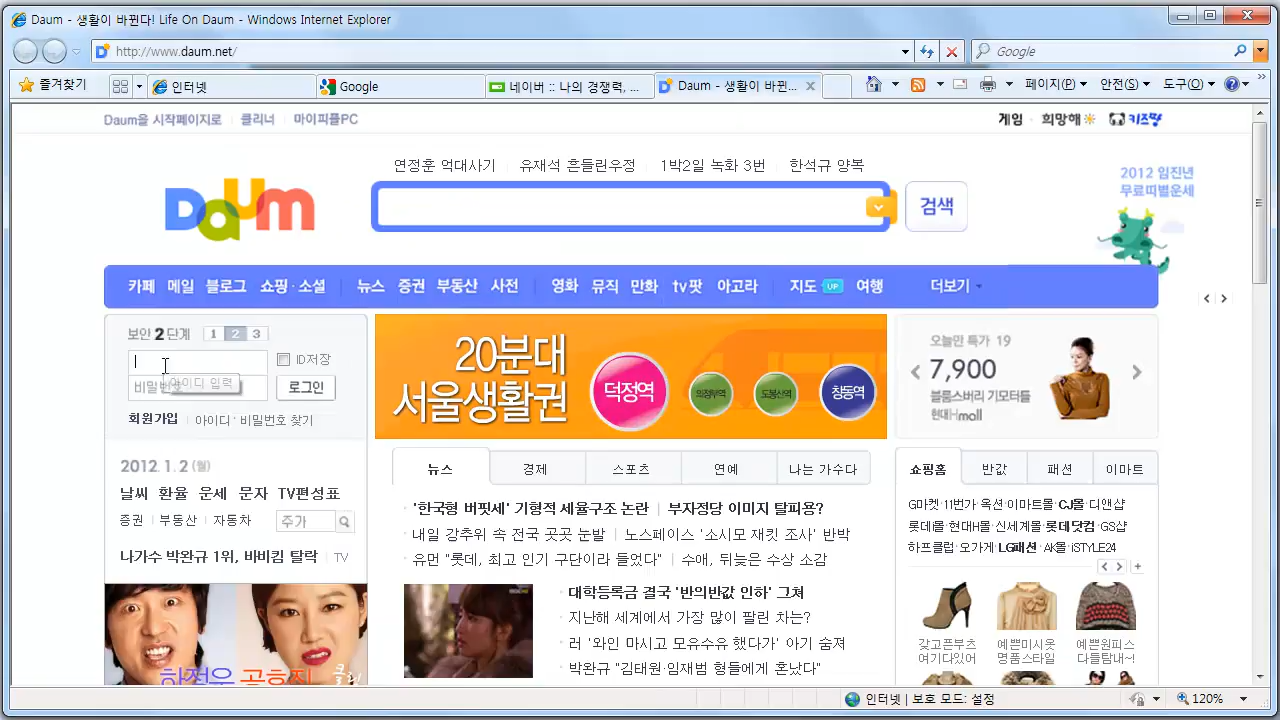 Daum - 생활이 바뀐다! Life On Daum - Windows Internet Explorer
http://www.daum.net/
Google
즐겨찾기
인터넷
Google
네이버 :: 나의 경쟁력, ...
Daum - 생활이 바뀐...
페이지(P)
안전(S)
도구(O)
Daum을 시작페이지로 클리너 마이피플PC
게임 희망해 키즈짱
연정훈 억대사기 유재석 흔들린우정 1박2일 녹화 3번 한석규 양복
Daum
검색
2012 임진년
무료띠별운세
카페 메일 블로그 쇼핑·소셜 뉴스 증권 부동산 사전 영화 뮤직 만화 tv팟 아고라 지도 UP 여행 더보기
보인 2단계 1 2 3
ID저장
아이디 입력
로그인
회원가입 아이디·비밀번호 찾기
20분대
서울생활권
덕정역 의정부역 도봉산역 창동역
오늘만 특가 19
7,900
블룸스버리 기모터틀
현대Hmall
2012. 1. 2 (월)
날씨 환율 운세 문자 TV편성표
증권 부동산 자동차 주가
나가수 박완규 1위, 바비킴 탈락 TV
하정우 공효진
뉴스 경제 스포츠 연예 나는 가수다
'한국형 버핏세' 기형적 세율구조 논란 부자정당 이미지 탈피용?
내일 강추위 속 전국 곳곳 눈발 노스페이스 '소시모 재킷 조사' 반박
유먼 "롯데, 최고 인기 구단이라 들었다" 수애, 뒤늦은 수상 소감
대학등록금 결국 '반의반값 인하' 그쳐
지난해 세계에서 가장 많이 팔린 차는?
러 '와인 마시고 모유수유 했다가' 아기 숨져
박완규 "김태원·임재범 형들에게 혼났다"
쇼핑홈 반값 패션 이마트
G마켓·11번가 옥션·이마트몰 CJ몰·디앤샵
롯데몰·현대H몰·신세계몰·롯데닷컴·GS샵
하프클럽·오가게 LG패션·AK몰·iSTYLE24
갖고픈부츠 예쁜미시옷 예쁜원피스
여기다있어 명품스타일 다들탐내~!
인터넷 | 보호 모드: 설정
120%